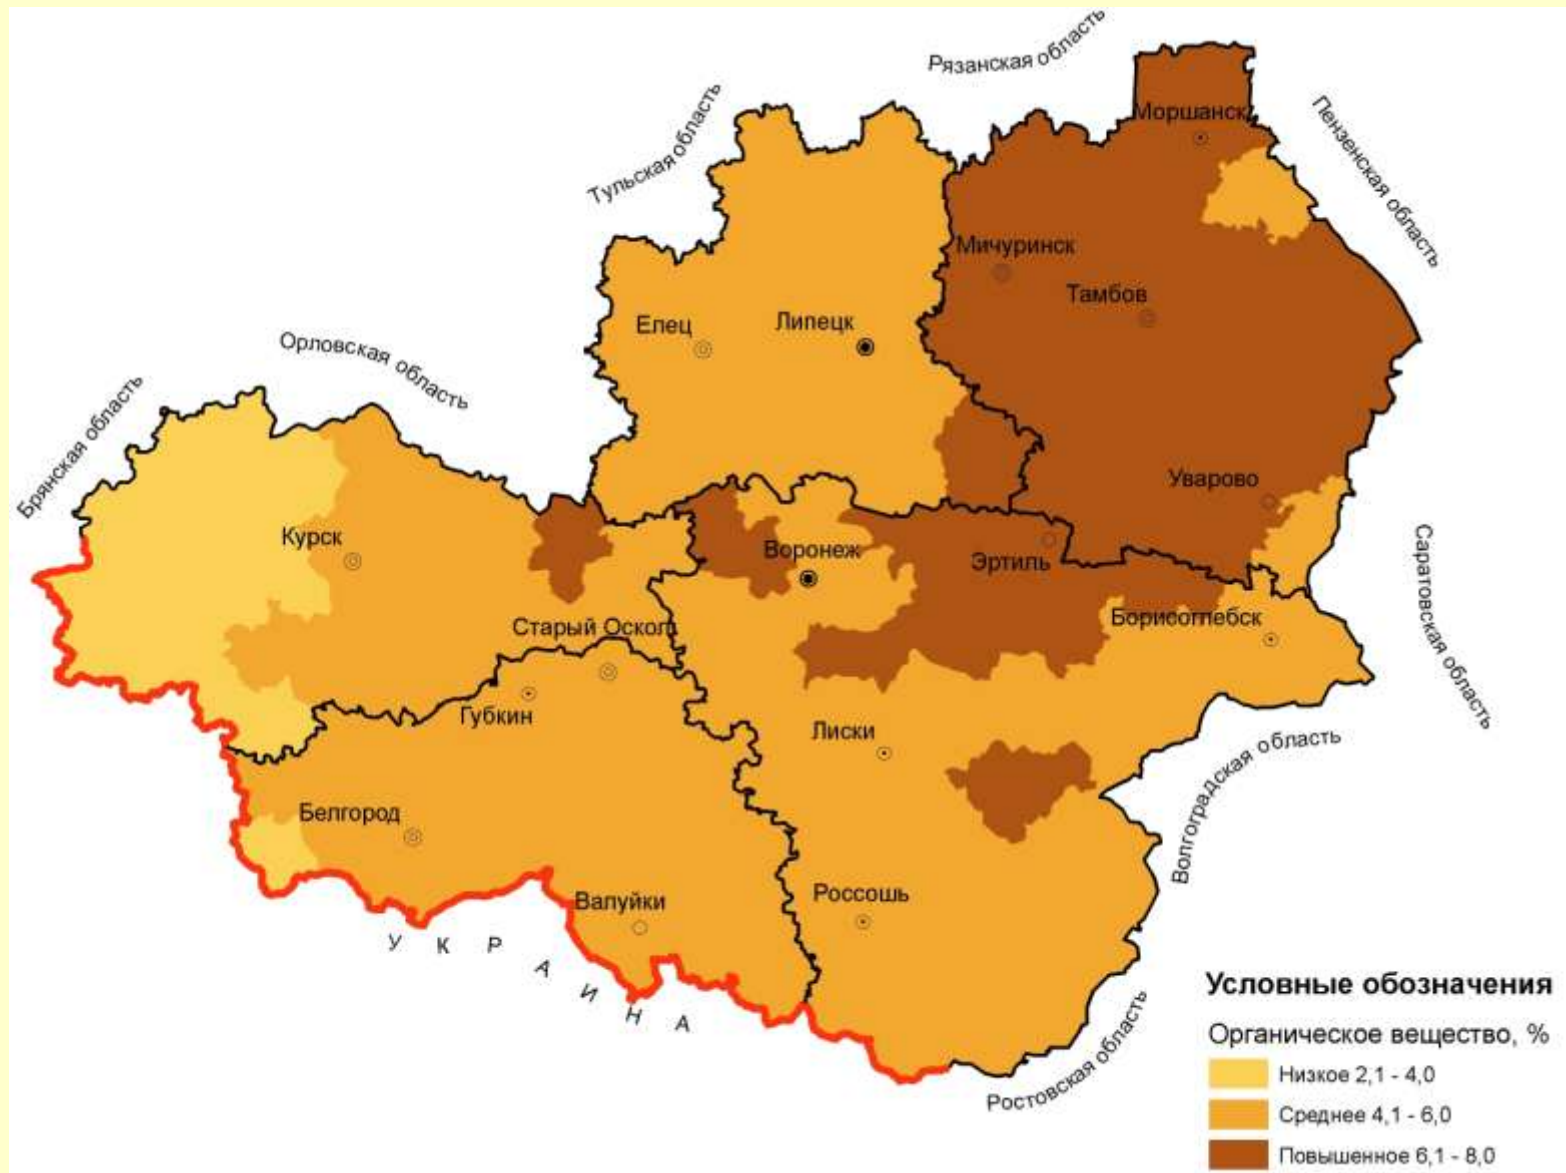 Рязанская область
Тульская область
Пензенская область
Моршанск
Мичуринск
Тамбов
Елец
Липецк
Орловская область
Брянская область
Уварово
Курск
Воронеж
Эртиль
Саратовская область
Старый Оскол
Борисоглебск
Губкин
Лиски
Волгоградская область
Белгород
Валуйки
Россошь
УКРАИНА
Ростовская область
Условные обозначения
Органическое вещество, %
Низкое 2,1 - 4,0
Среднее 4,1 - 6,0
Повышенное 6,1 - 8,0